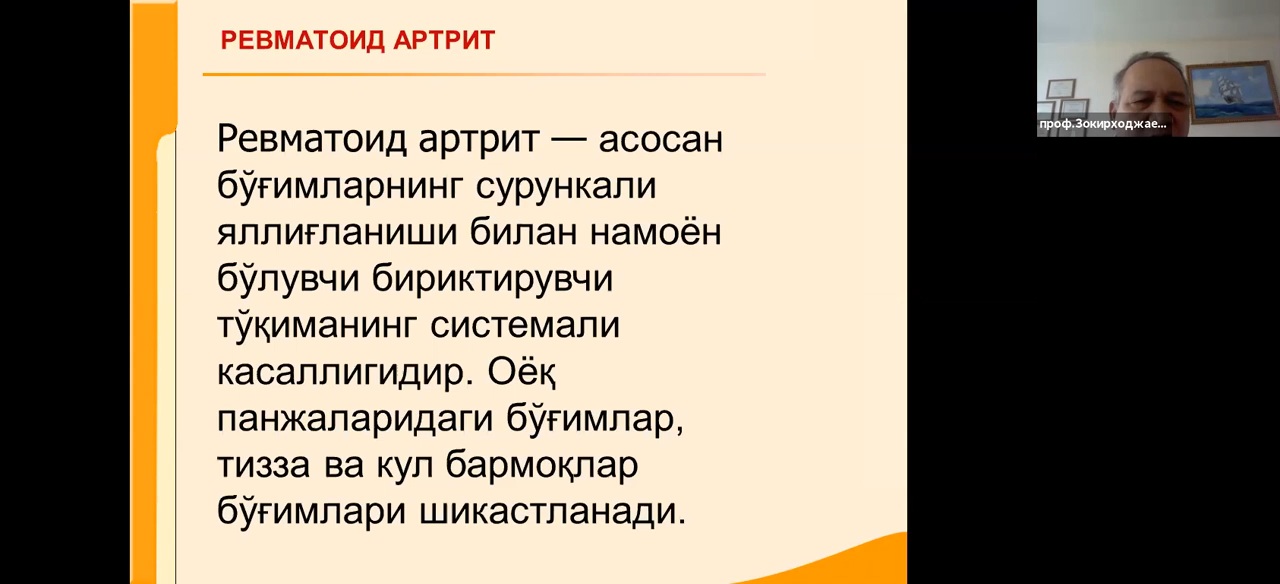 РЕВМАТОИД АРТРИТ
Ревматоид артрит — асосан
бўғимларнинг сурункали
яллиғланиши билан намоён
бўлувчи бириктирувчи
тўқиманинг системали
касаллигидир. Оёқ
панжаларидаги бўғимлар,
тизза ва кул бармоқлар
бўғимлари шикастланади.
проф.Зокирходжае...